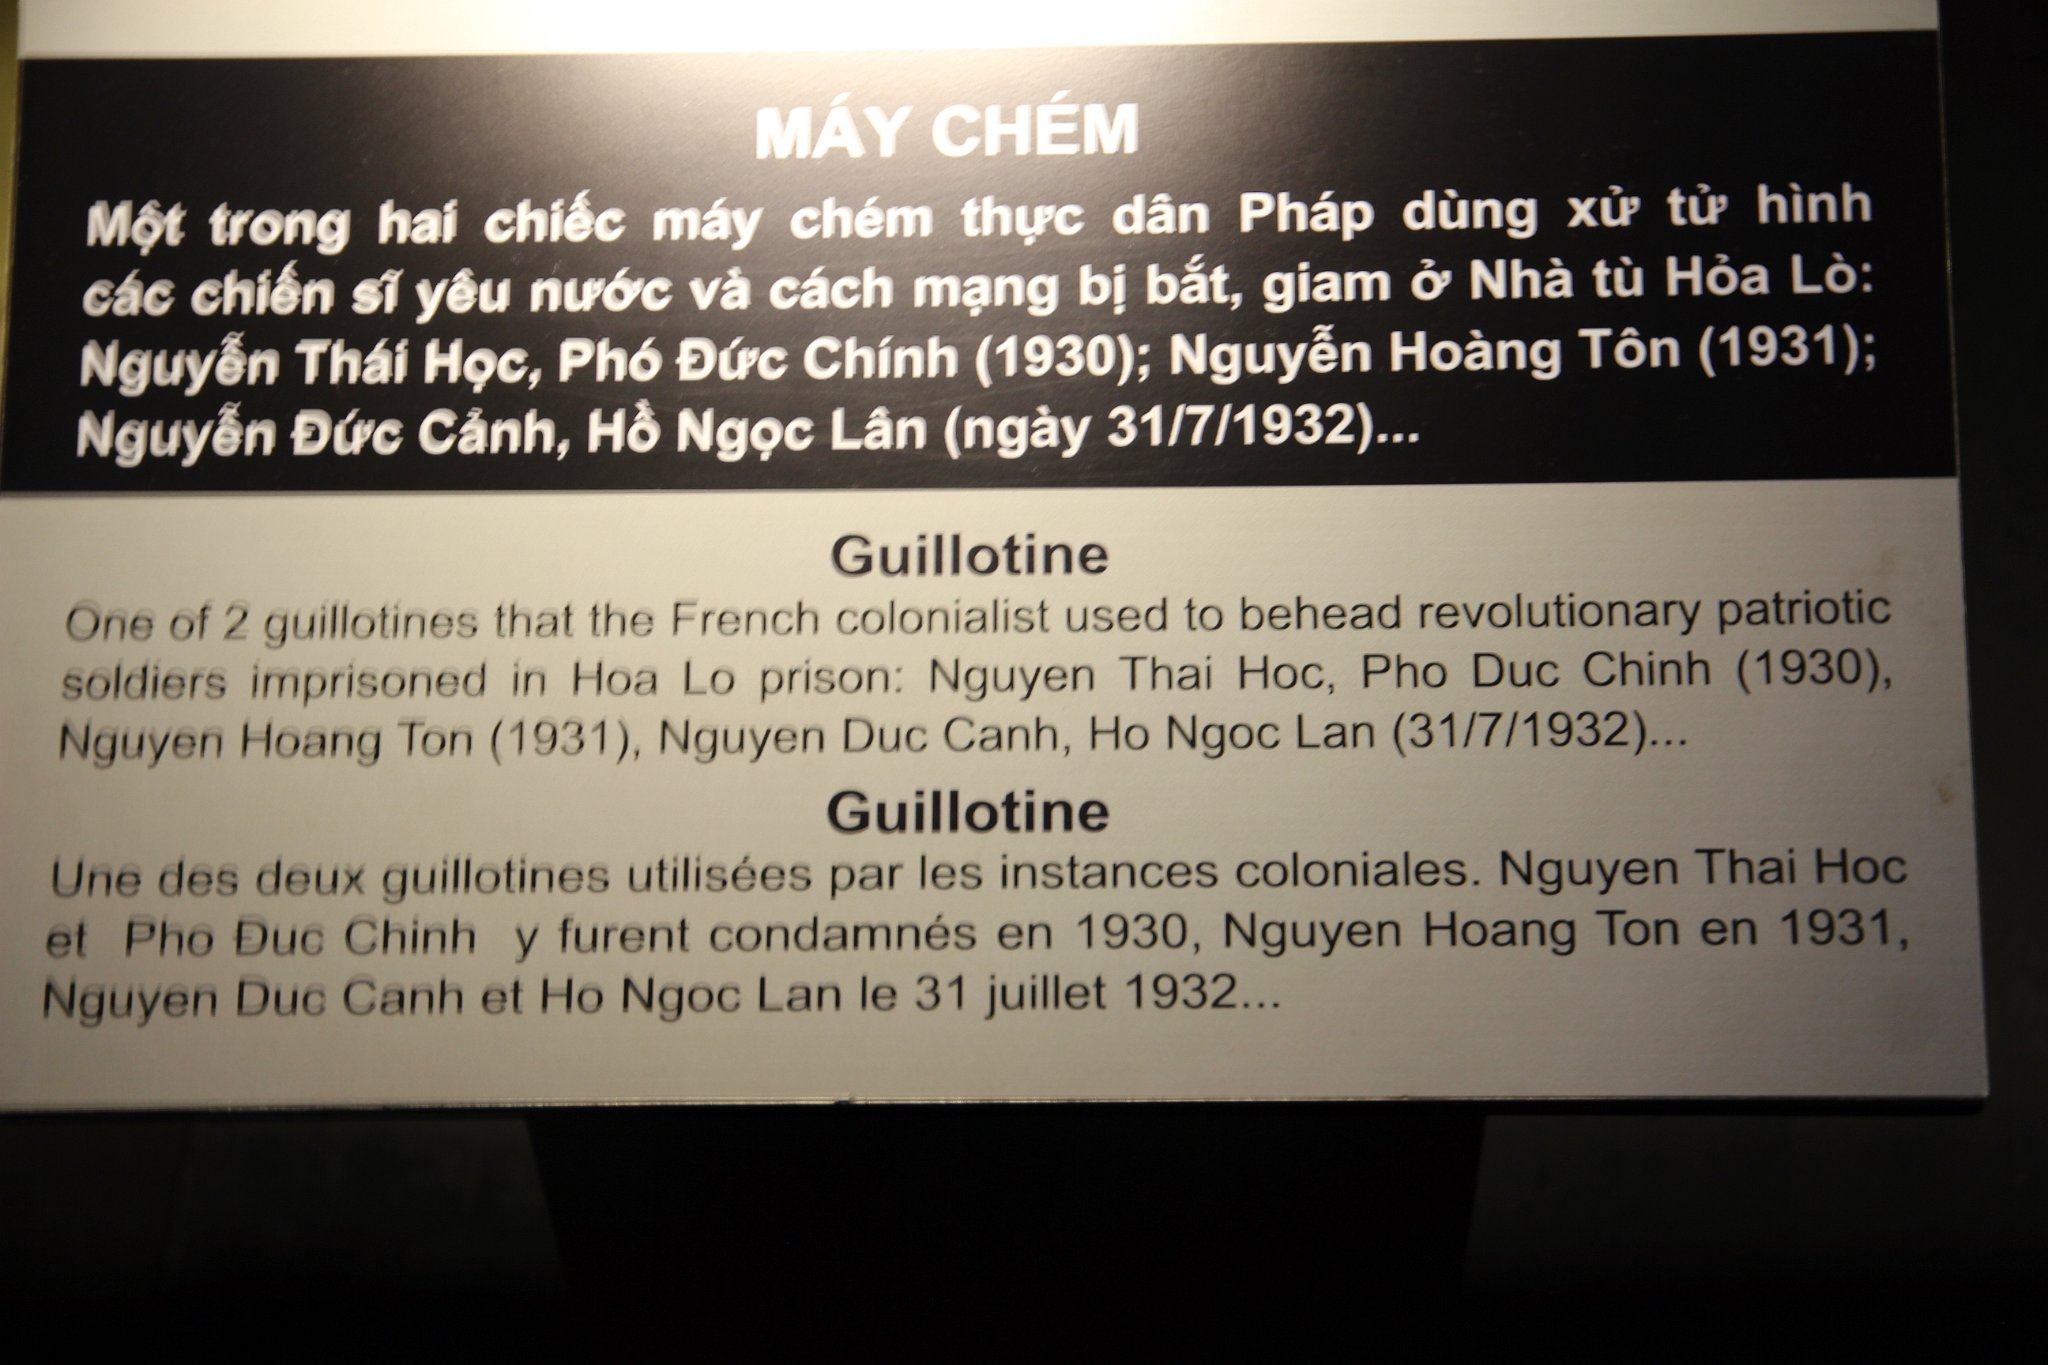 MÁY CHÉM
Một trong hai chiếc máy chém thực dân Pháp dùng xử tử hình
các chiến sĩ yêu nước và cách mạng bị bắt, giam ở Nhà tù Hỏa Lò:
Nguyễn Thái Học, Phó Đức Chính (1930); Nguyễn Hoàng Tôn (1931);
Nguyễn Đức Cảnh, Hồ Ngọc Lân (ngày 31/7/1932)...
Guillotine
One of 2 guillotines that the French colonialist used to behead revolutionary patriotic
soldiers imprisoned in Hoa Lo prison: Nguyen Thai Hoc, Pho Duc Chinh (1930),
Nguyen Hoang Ton (1931), Nguyen Duc Canh, Ho Ngoc Lan (31/7/1932)...
Guillotine
Une des deux guillotines utilisées par les instances coloniales. Nguyen Thai Hoc
et Pho Đuc Chinh y furent condamnés en 1930, Nguyen Hoang Ton en 1931,
Nguyen Duc Canh et Ho Ngoc Lan le 31 juillet 1932...